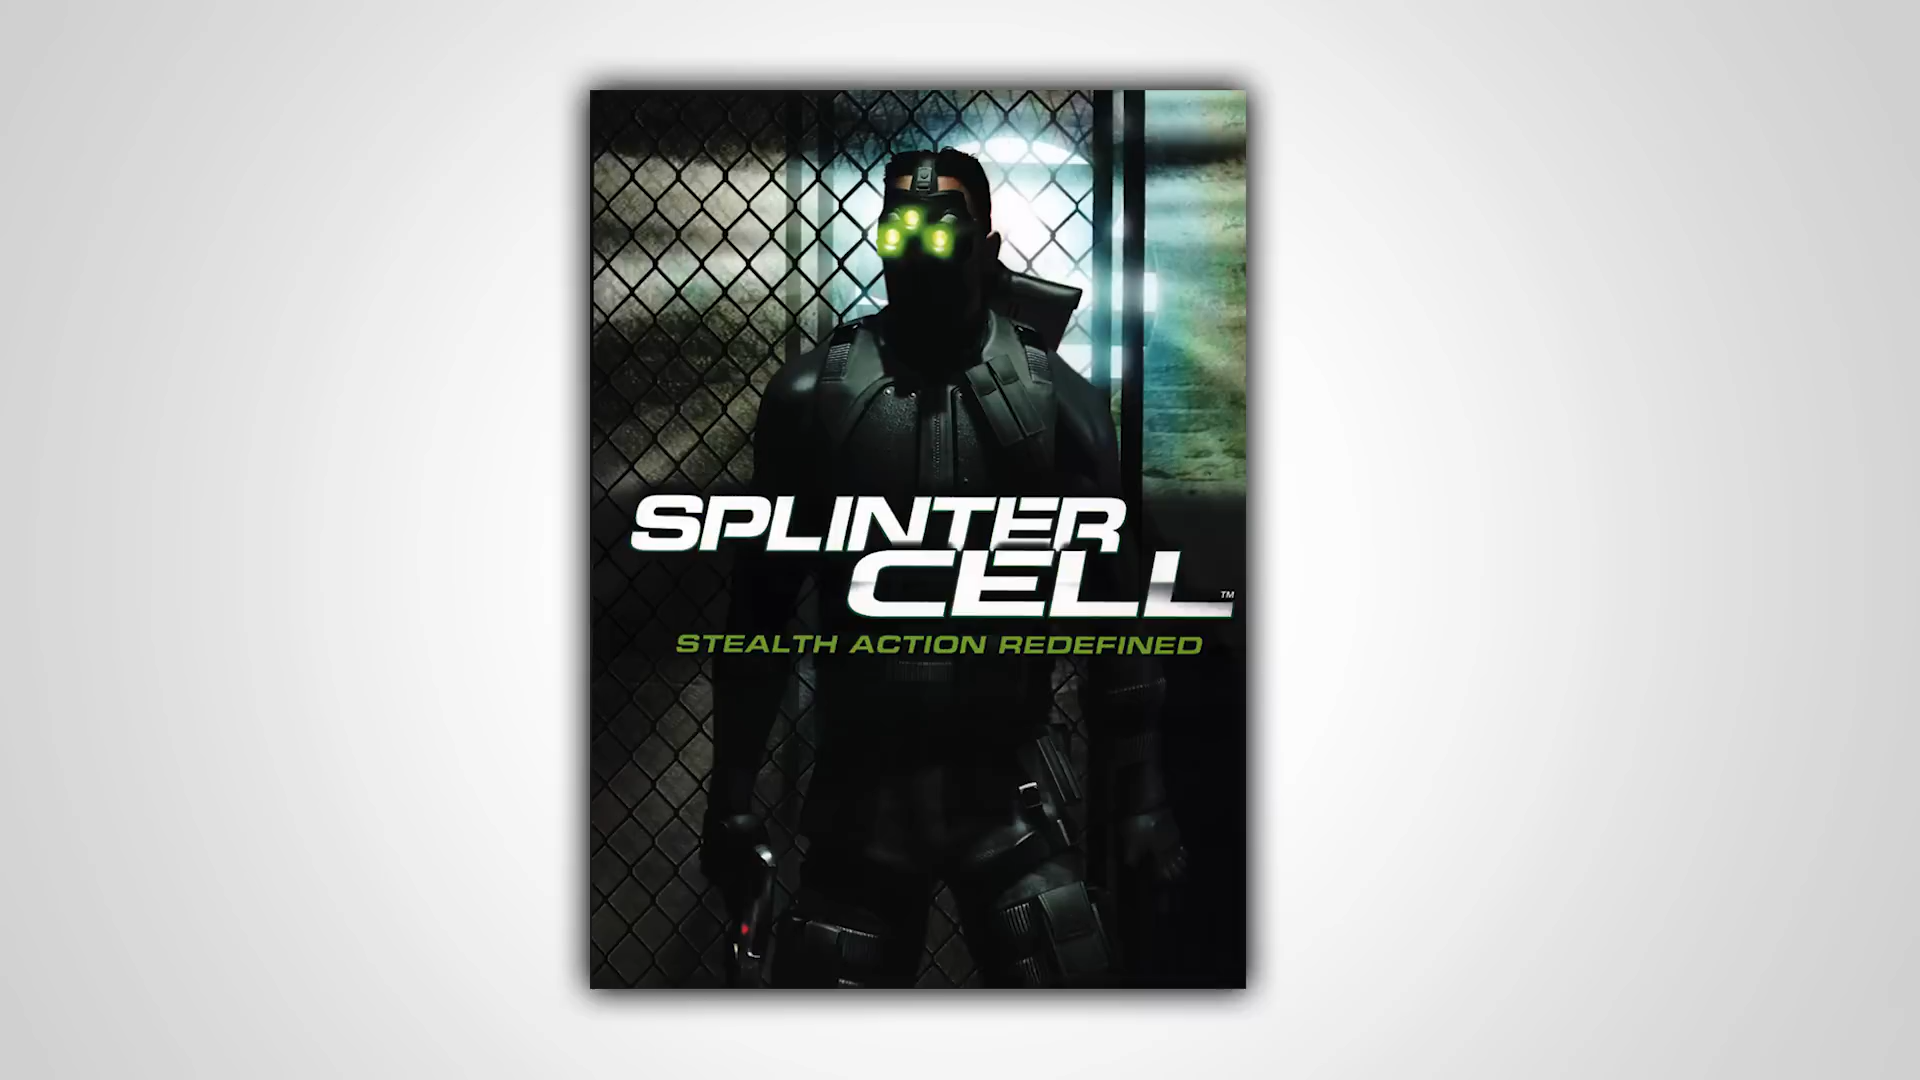 SPLINTER
CELL™
STEALTH ACTION REDEFINED